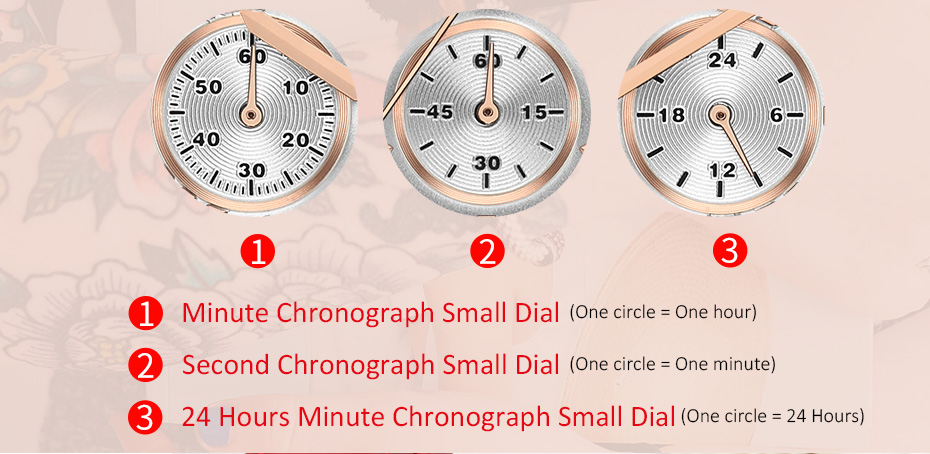 60 60 24
50 10 45 15 18 6
40 20
30 30 12
1 2 3
1 Minute Chronograph Small Dial (One circle = One hour)
2 Second Chronograph Small Dial (One circle = One minute)
3 24 Hours Minute Chronograph Small Dial (One circle = 24 Hours)